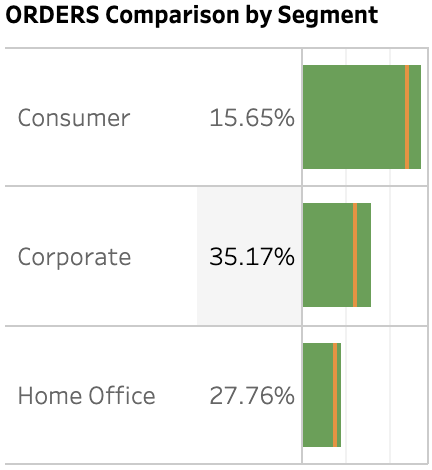 ORDERS Comparison by Segment
Consumer 15.65%
Corporate 35.17%
Home Office 27.76%